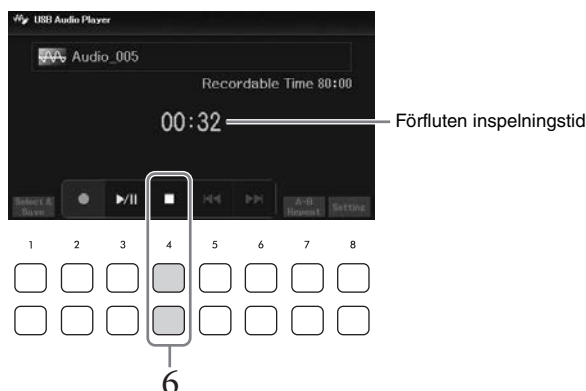 USB Audio Player
Audio_005
Recordable Time 80:00
00:32
Förfluten inspelningstid
Select & Save
A-B Repeat
Setting
1 2 3 4 5 6 7 8
6